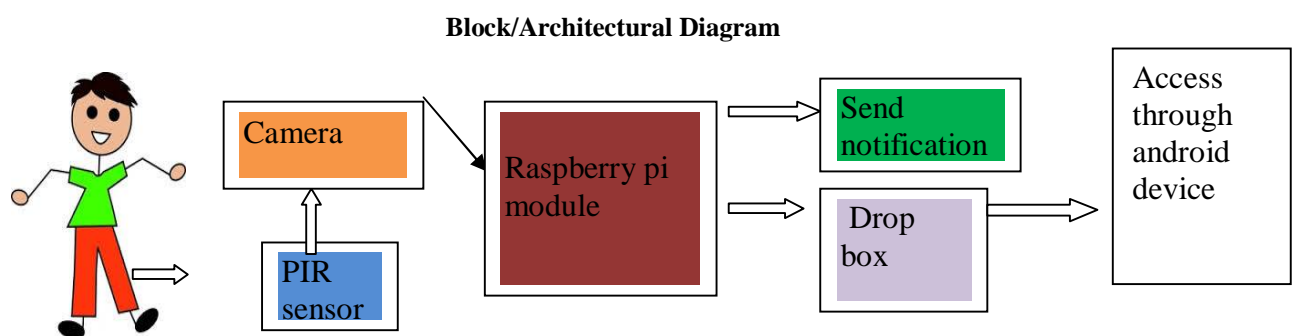 Block/Architectural Diagram
Camera
PIR
sensor
Raspberry pi
module
Send
notification
Drop
box
Access
through
android
device